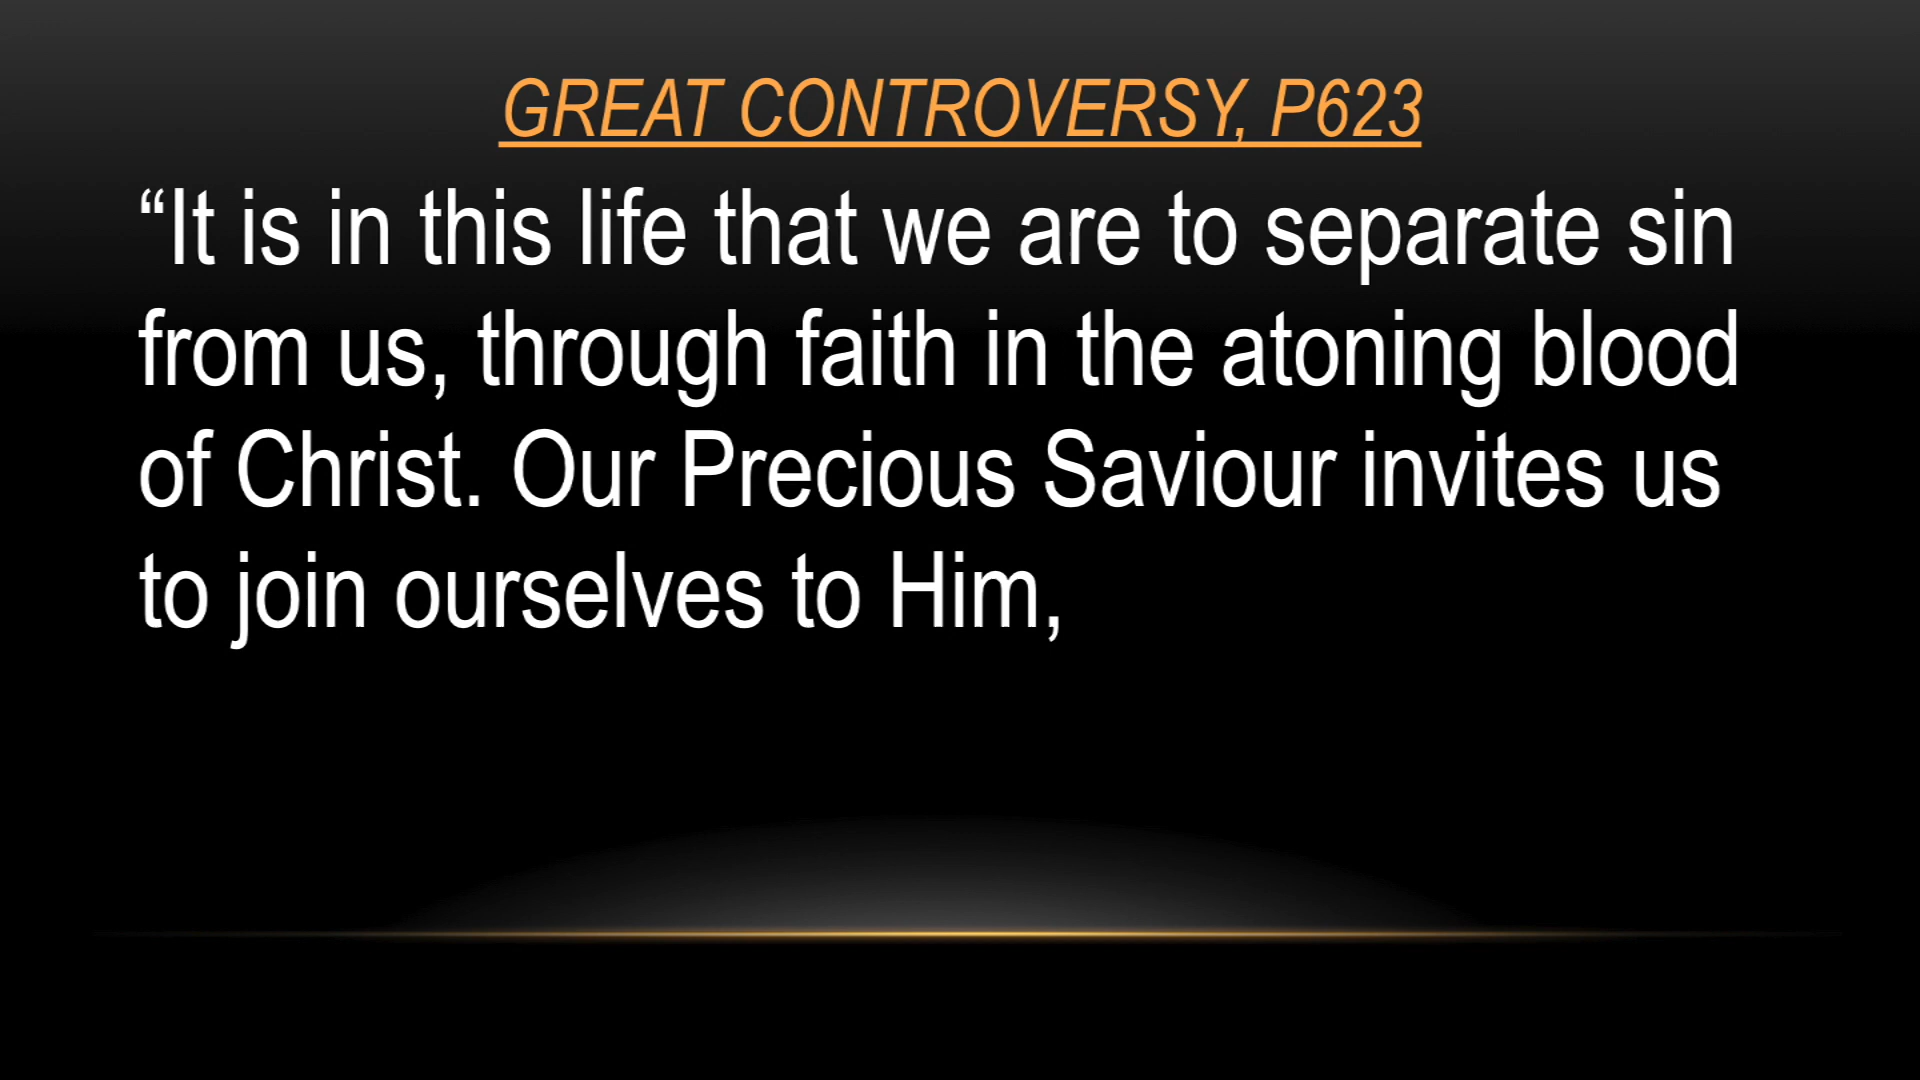 GREAT CONTROVERSY, P623
“It is in this life that we are to separate sin
from us, through faith in the atoning blood
of Christ. Our Precious Saviour invites us
to join ourselves to Him,